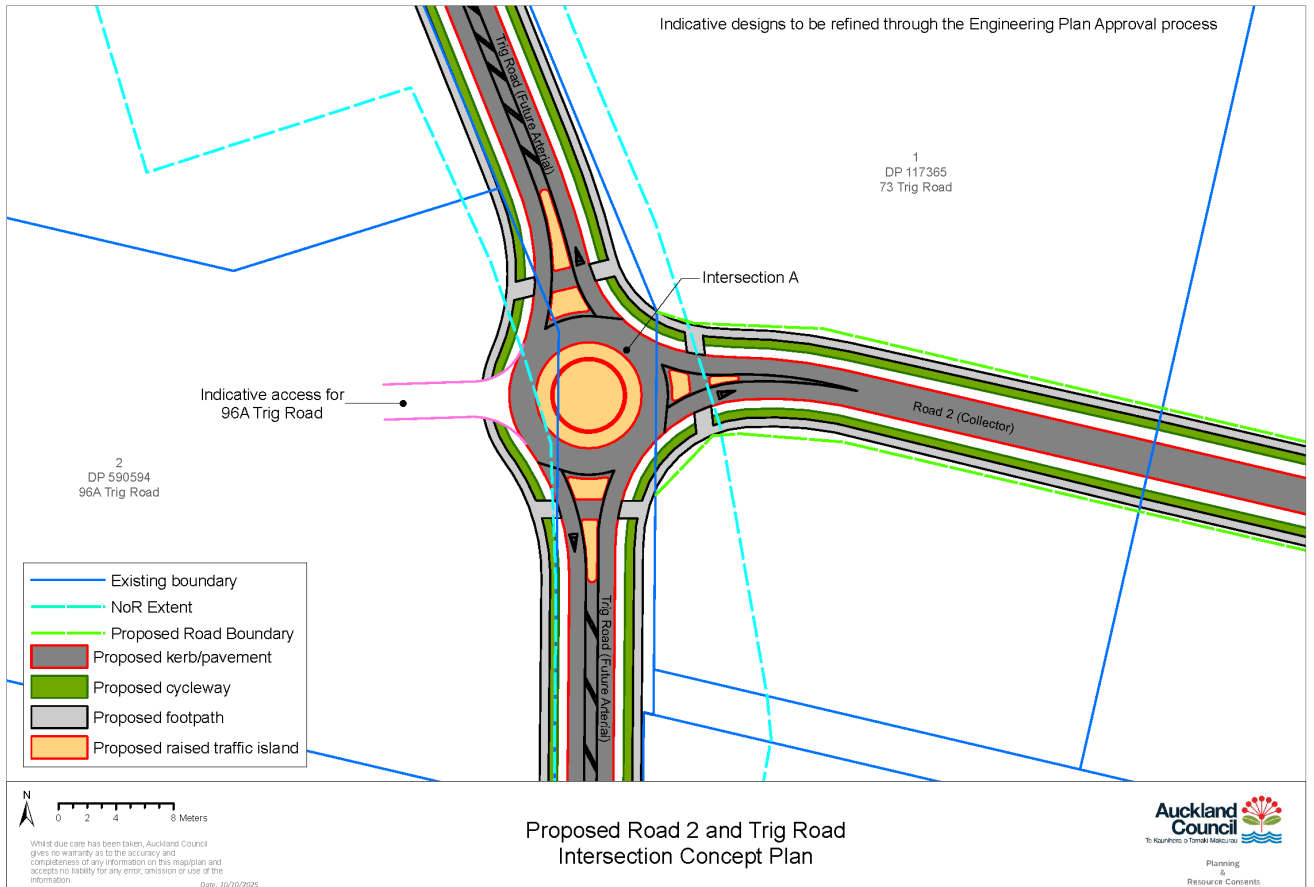 Indicative designs to be refined through the Engineering Plan Approval process
Trig Road (Future Arterial)
1
DP 117365
73 Trig Road
Intersection A
Indicative access for
96A Trig Road
Road 2 (Collector)
2
DP 590594
96A Trig Road
Trig Road (Future Arterial)
Existing boundary
NoR Extent
Proposed Road Boundary
Proposed kerb/pavement
Proposed cycleway
Proposed footpath
Proposed raised traffic island
N
0 2 4 8 Meters
Whilst due care has been taken, Auckland Council
gives no warranty as to the accuracy and
completeness of any information on this map/plan and
accepts no liability for any error, omission or use of the
information.
Date: 10/10/2025
Proposed Road 2 and Trig Road
Intersection Concept Plan
Auckland
Council
Te Kaunihera o Tāmaki Makaurau
Planning
&
Resource Consents